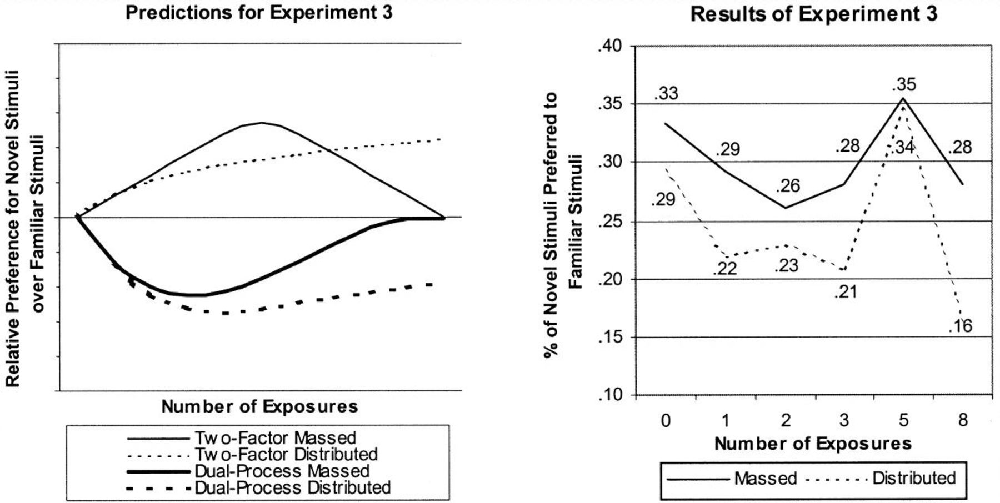 Predictions for Experiment 3
Relative Preference for Novel Stimuli
over Familiar Stimuli
Number of Exposures
Two-Factor Massed
Two-Factor Distributed
Dual-Process Massed
Dual-Process Distributed
Results of Experiment 3
% of Novel Stimuli Preferred to
Familiar Stimuli
.40
.35
.30
.25
.20
.15
.10
.33
.29
.26
.28
.35
.28
.29
.22
.23
.21
.34
.16
0 1 2 3 5 8
Number of Exposures
Massed Distributed